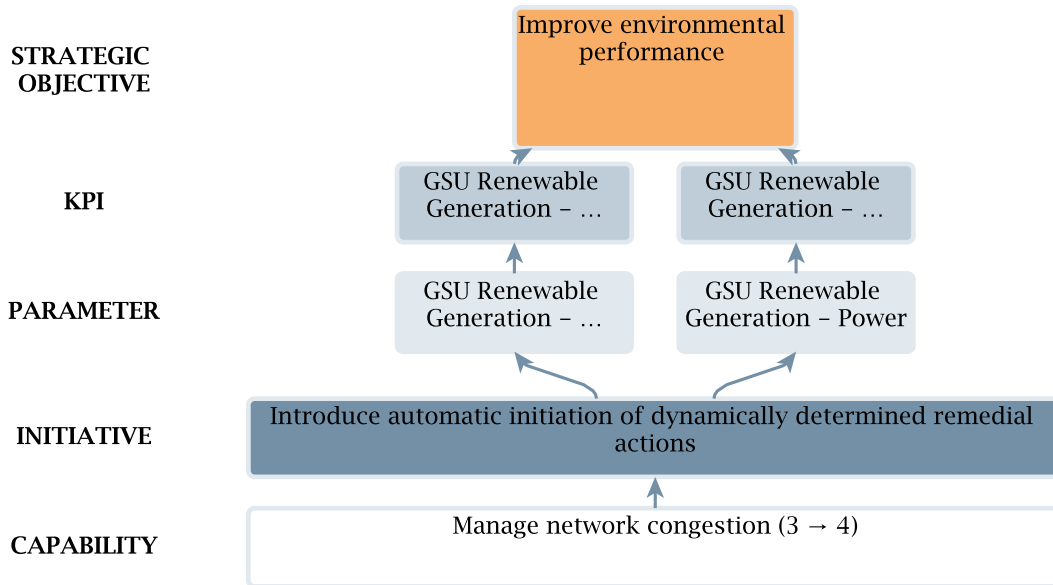 STRATEGIC
OBJECTIVE
Improve environmental
performance
KPI
GSU Renewable
Generation – …
GSU Renewable
Generation – …
PARAMETER
GSU Renewable
Generation – …
GSU Renewable
Generation – Power
INITIATIVE
Introduce automatic initiation of dynamically determined remedial
actions
CAPABILITY
Manage network congestion (3 → 4)